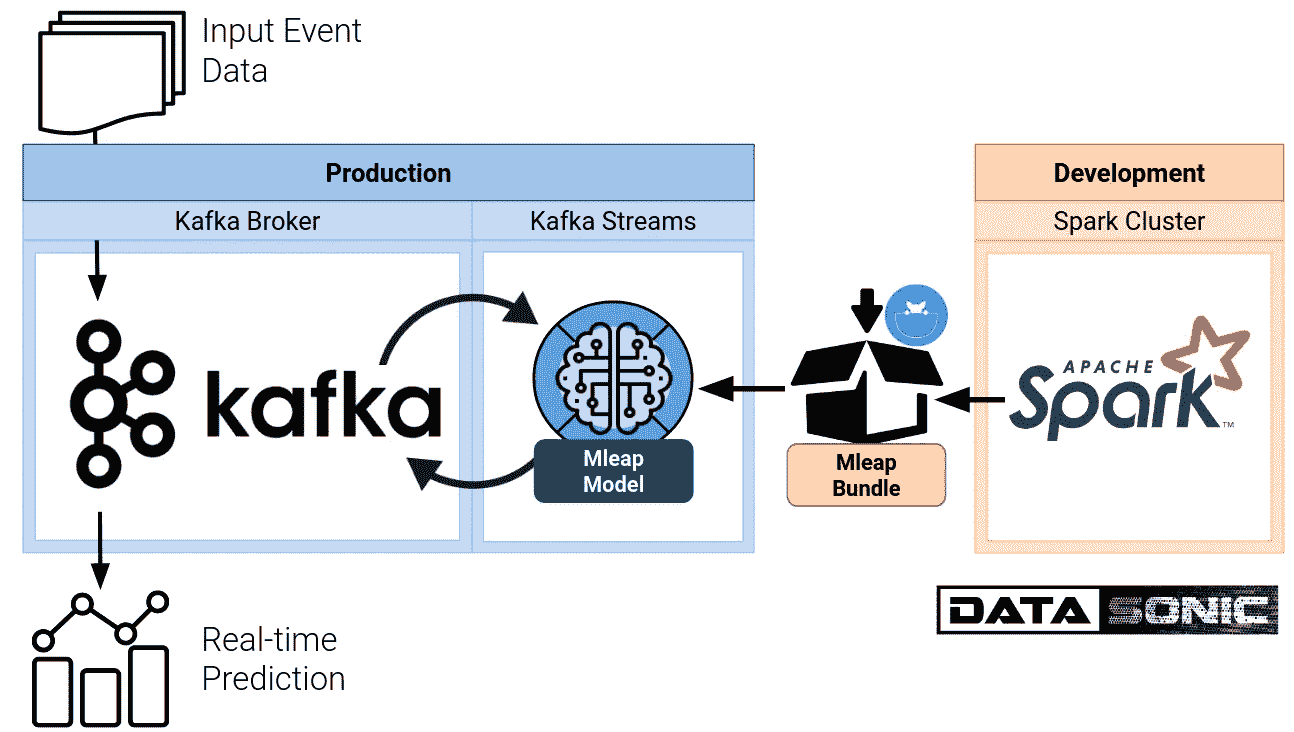 Input Event
Data
Production
Development
Kafka Broker
Kafka Streams
Spark Cluster
kafka
Mleap
Model
Mleap
Bundle
APACHE
Spark™
DATA SONIC
Real-time
Prediction